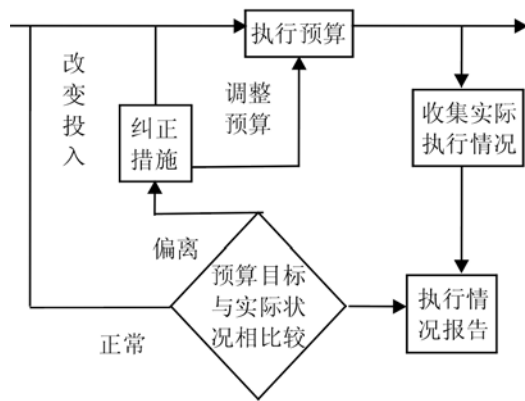 执行预算
改
变
投
入
调整
预算
纠正
措施
收集实际
执行情况
偏离
预算目标
与实际状
况相比较
执行情
况报告
正常